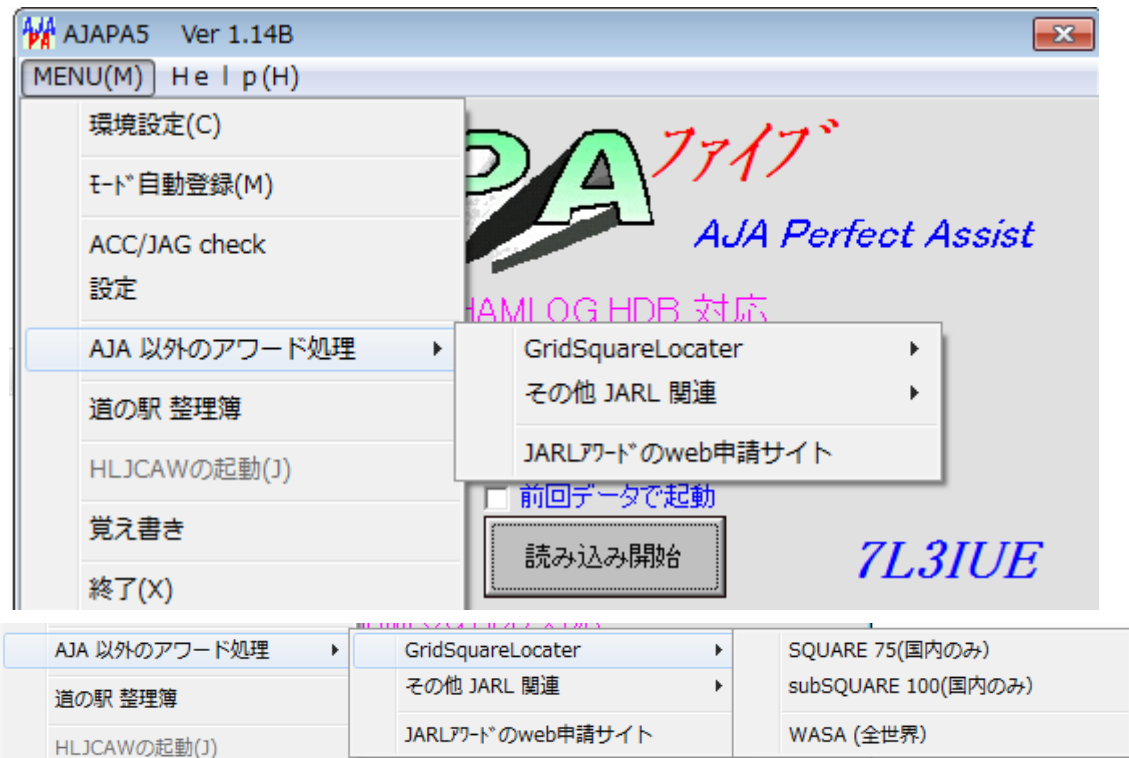 AJAPA5 Ver 1.14B
MENU(M) Help(H)
環境設定(C)
ﾓｰﾄﾞ自動登録(M)
ACC/JAG check
設定
AJA 以外のアワード処理
道の駅 整理簿
HLJCAWの起動(J)
覚え書き
終了(X)
PA
ファイブ
AJA Perfect Assist
HAMLOG HDB 対応
GridSquareLocater
その他 JARL 関連
JARLｱﾜｰﾄﾞのweb申請サイト
前回データで起動
読み込み開始
7L3IUE
AJA 以外のアワード処理
道の駅 整理簿
HLJCAWの起動(J)
GridSquareLocater
その他 JARL 関連
JARLｱﾜｰﾄﾞのweb申請サイト
SQUARE 75(国内のみ)
subSQUARE 100(国内のみ)
WASA (全世界)